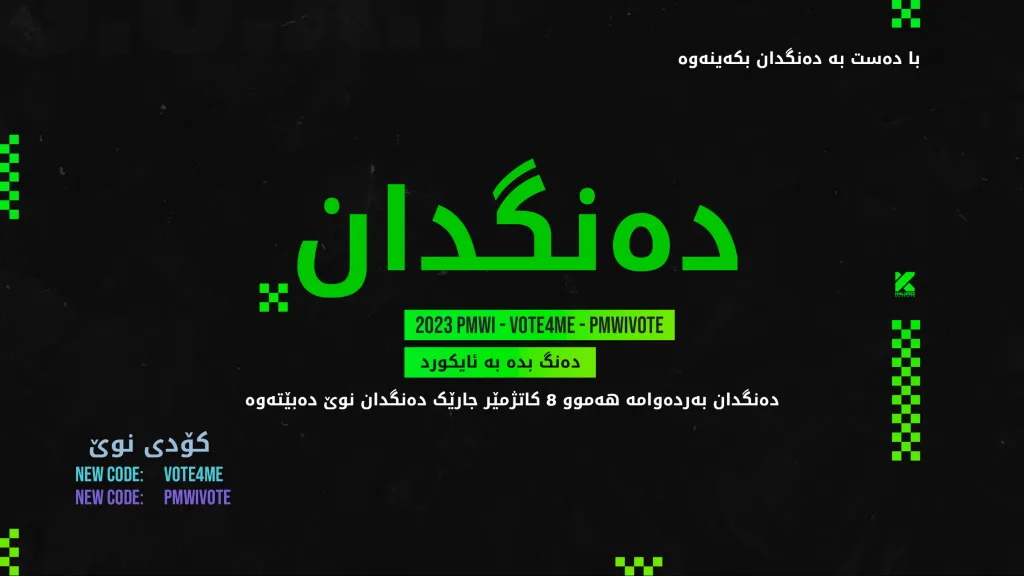 با دەست بە دەنگدان بکەینەوە
دەنگدان
2023 PMWI - VOTE4ME - PMWIVOTE
دەنگ بدە بە ئایکورد
دەنگدان بەردەوامە هەموو 8 کاتژمێر جارێک دەنگدان نوێ دەبێتەوە
کۆدی نوێ
NEW CODE: VOTE4ME
NEW CODE: PMWIVOTE